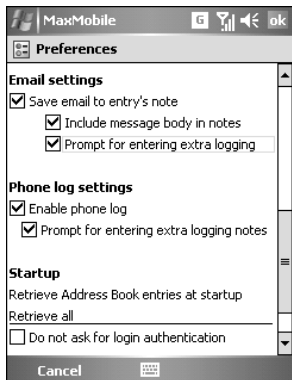 MaxMobile
G
ok
Preferences
Email settings
Save email to entry's note
Include message body in notes
Prompt for entering extra logging
Phone log settings
Enable phone log
Prompt for entering extra logging notes
Startup
Retrieve Address Book entries at startup
Retrieve all
Do not ask for login authentication
Cancel